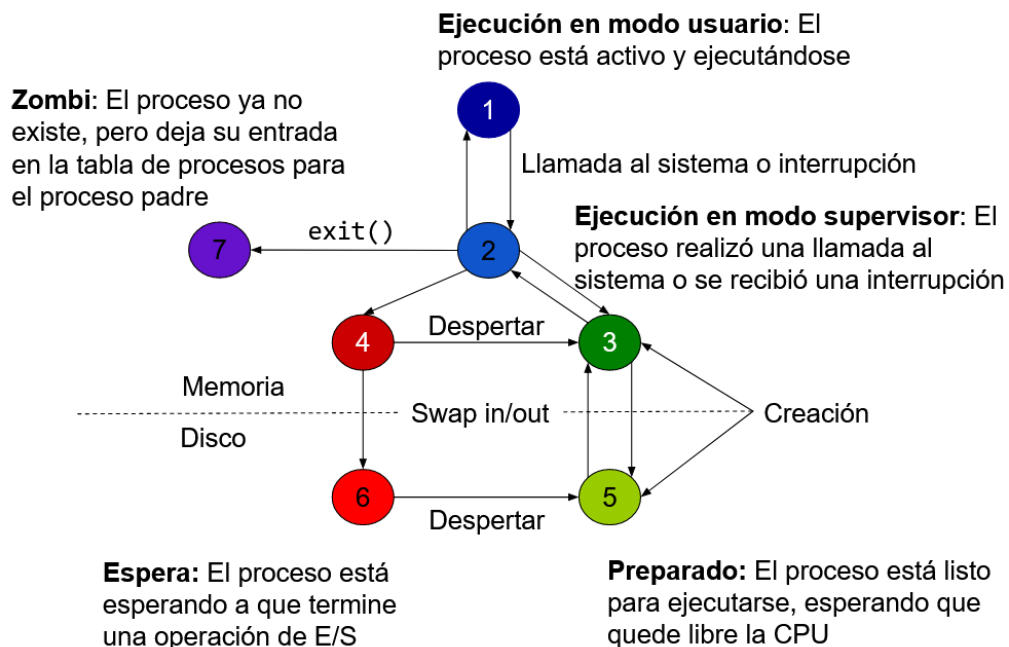 Ejecución en modo usuario: El
proceso está activo y ejecutándose
Zombi: El proceso ya no
existe, pero deja su entrada
en la tabla de procesos para
el proceso padre
1
Llamada al sistema o interrupción
Ejecución en modo supervisor: El
proceso realizó una llamada al
sistema o se recibió una interrupción
7
exit()
2
4
Despertar
3
Memoria
Swap in/out
Creación
Disco
6
Despertar
5
Espera: El proceso está
esperando a que termine
una operación de E/S
Preparado: El proceso está listo
para ejecutarse, esperando que
quede libre la CPU